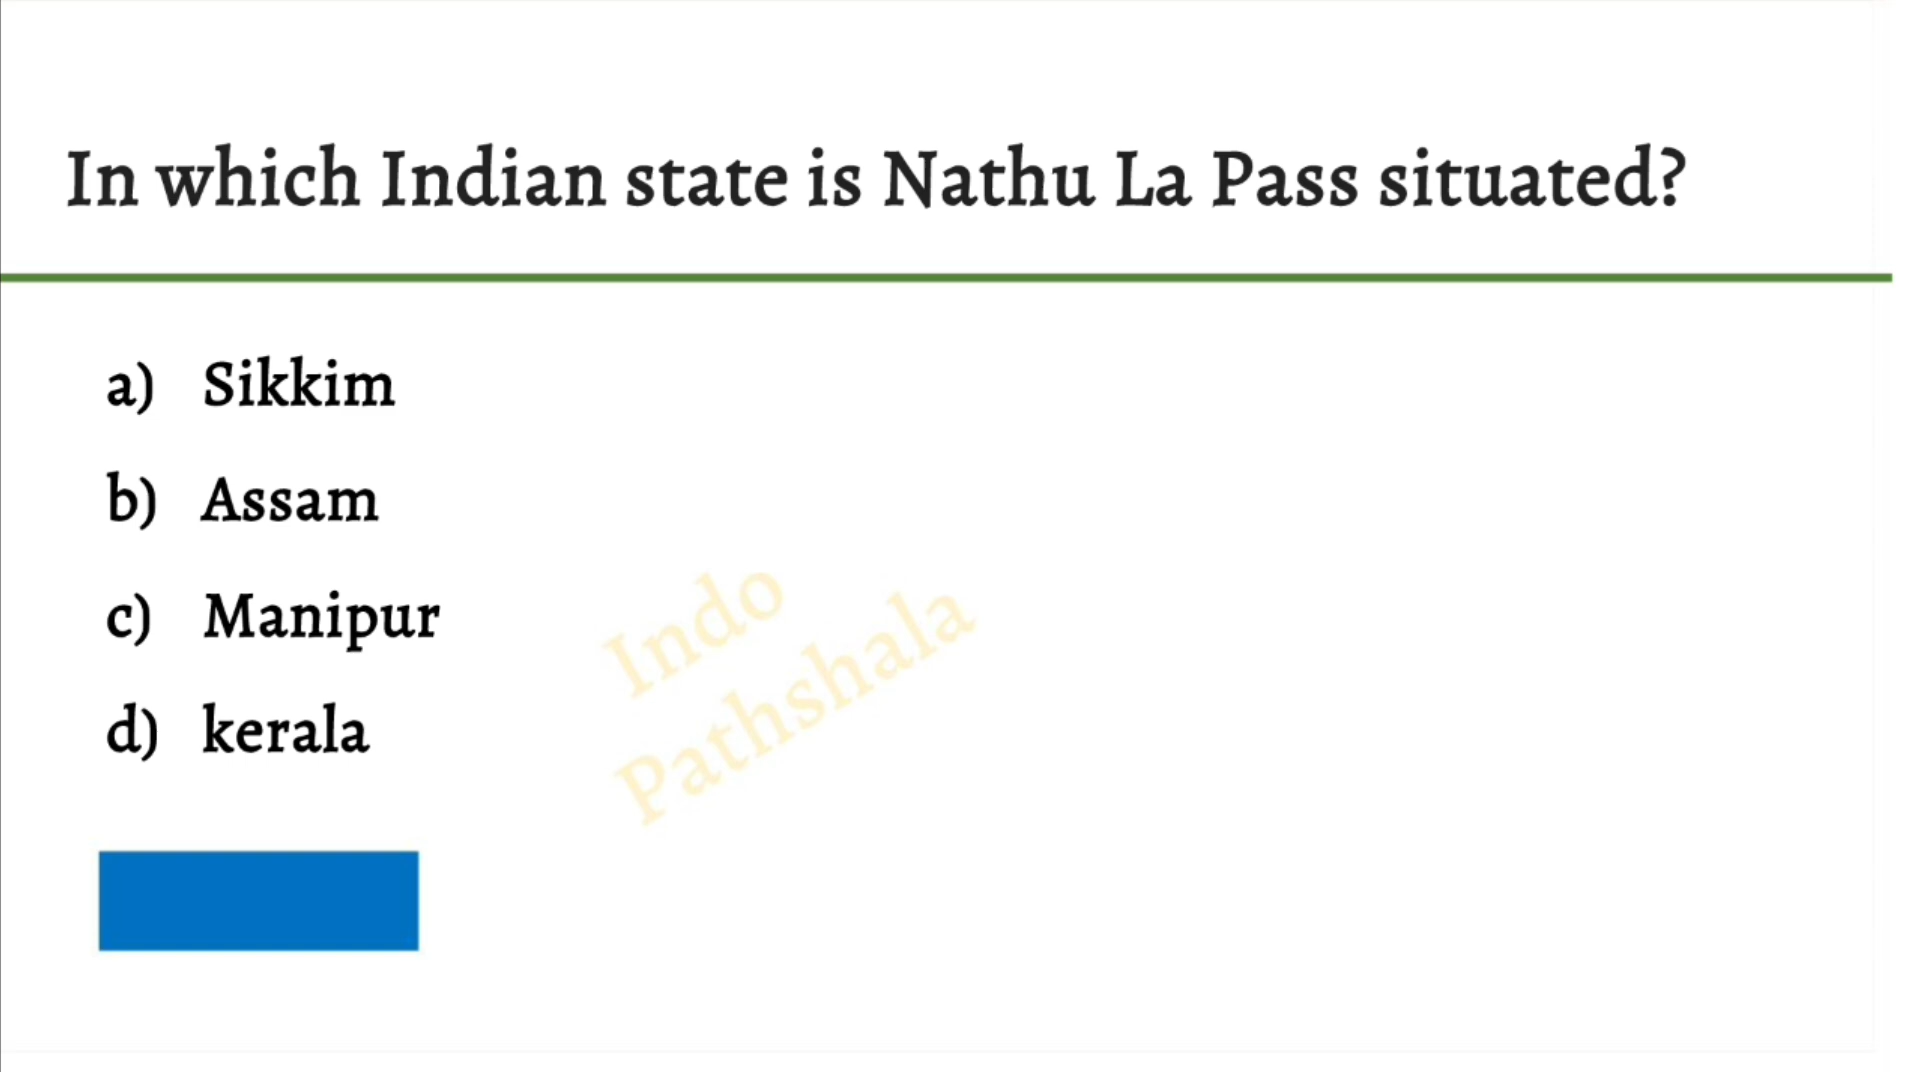 In which Indian state is Nathu La Pass situated?
a) Sikkim
b) Assam
c) Manipur
d) kerala
Indo
Pathshala